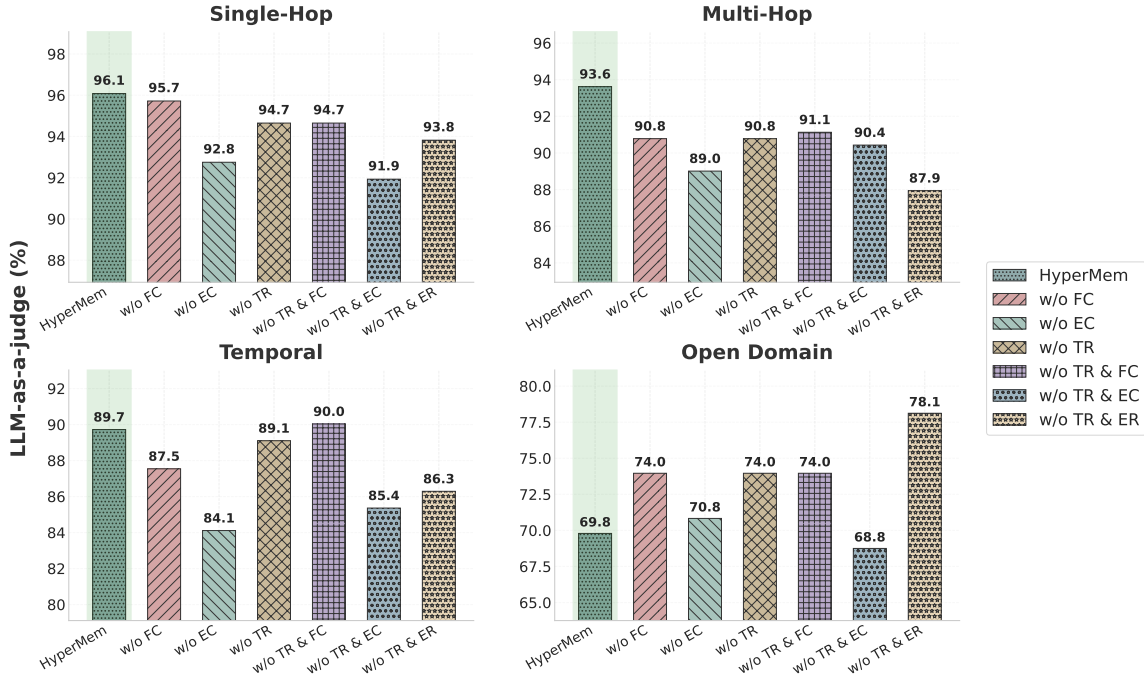 Single-Hop
98
96
94
92
90
88
96.1
95.7
92.8
94.7
94.7
91.9
93.8
HyperMem
w/o FC
w/o EC
w/o TR
w/o TR & FC
w/o TR & EC
w/o TR & ER
Multi-Hop
96
94
92
90
88
86
84
93.6
90.8
89.0
90.8
91.1
90.4
87.9
HyperMem
w/o FC
w/o EC
w/o TR
w/o TR & FC
w/o TR & EC
w/o TR & ER
LLM-as-a-judge (%)
Temporal
92
90
88
86
84
82
80
89.7
87.5
84.1
89.1
90.0
85.4
86.3
HyperMem
w/o FC
w/o EC
w/o TR
w/o TR & FC
w/o TR & EC
w/o TR & ER
Open Domain
80.0
77.5
75.0
72.5
70.0
67.5
65.0
69.8
74.0
70.8
74.0
74.0
68.8
78.1
HyperMem
w/o FC
w/o EC
w/o TR
w/o TR & FC
w/o TR & EC
w/o TR & ER
HyperMem
w/o FC
w/o EC
w/o TR
w/o TR & FC
w/o TR & EC
w/o TR & ER